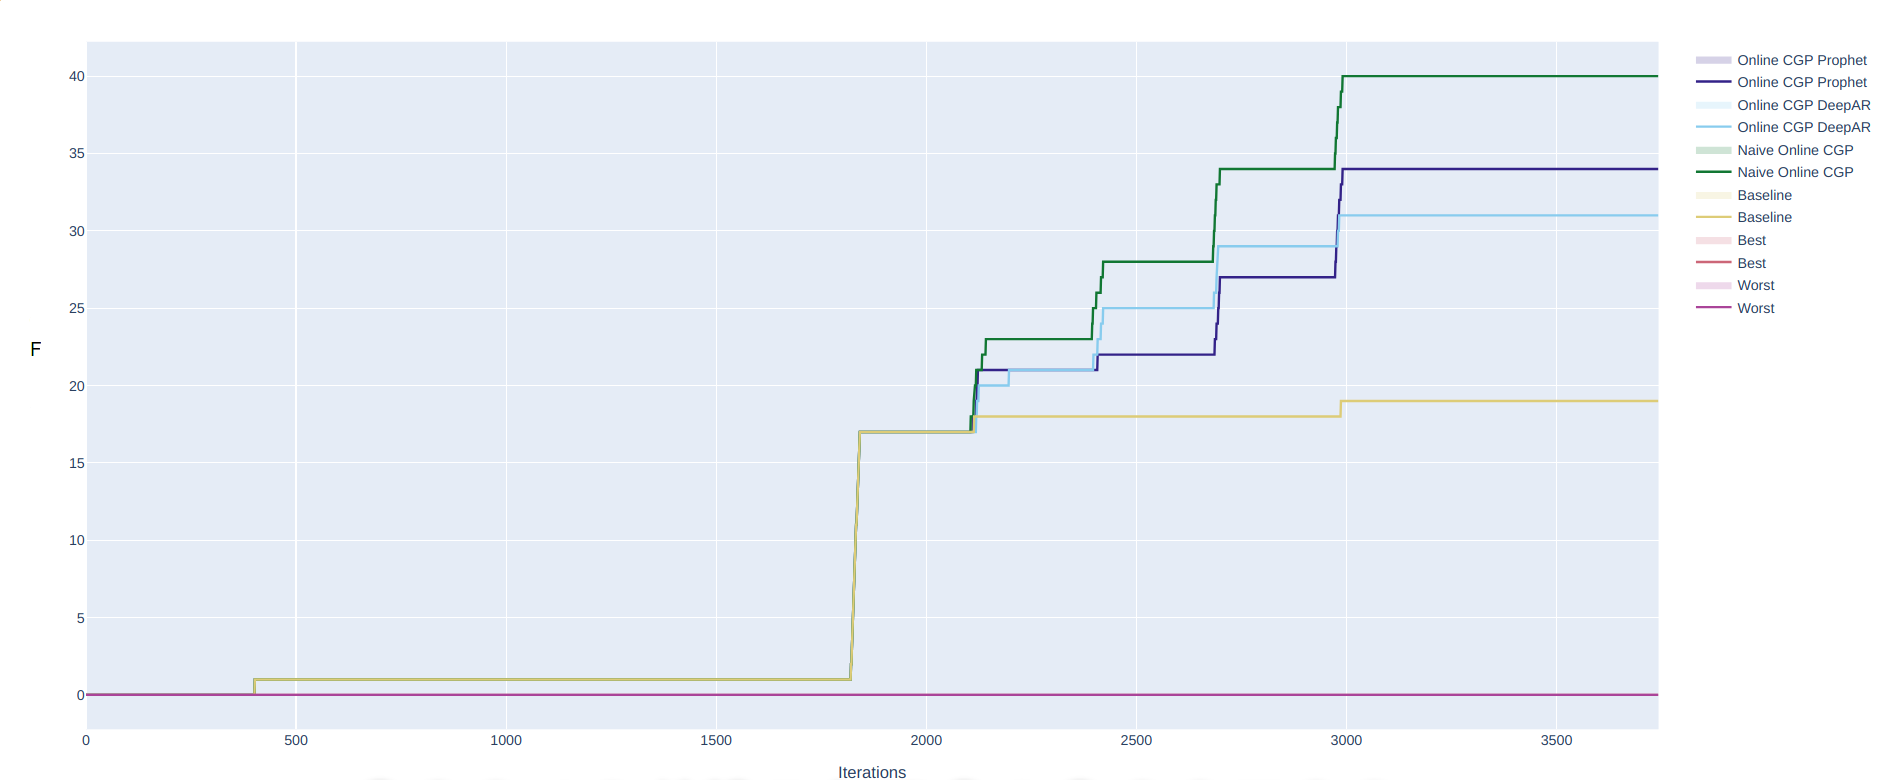 40
35
30
25
20
15
10
5
0
F
0 500 1000 1500 2000 2500 3000 3500
Iterations
Online CGP Prophet
Online CGP Prophet
Online CGP DeepAR
Online CGP DeepAR
Naive Online CGP
Naive Online CGP
Baseline
Baseline
Best
Best
Worst
Worst